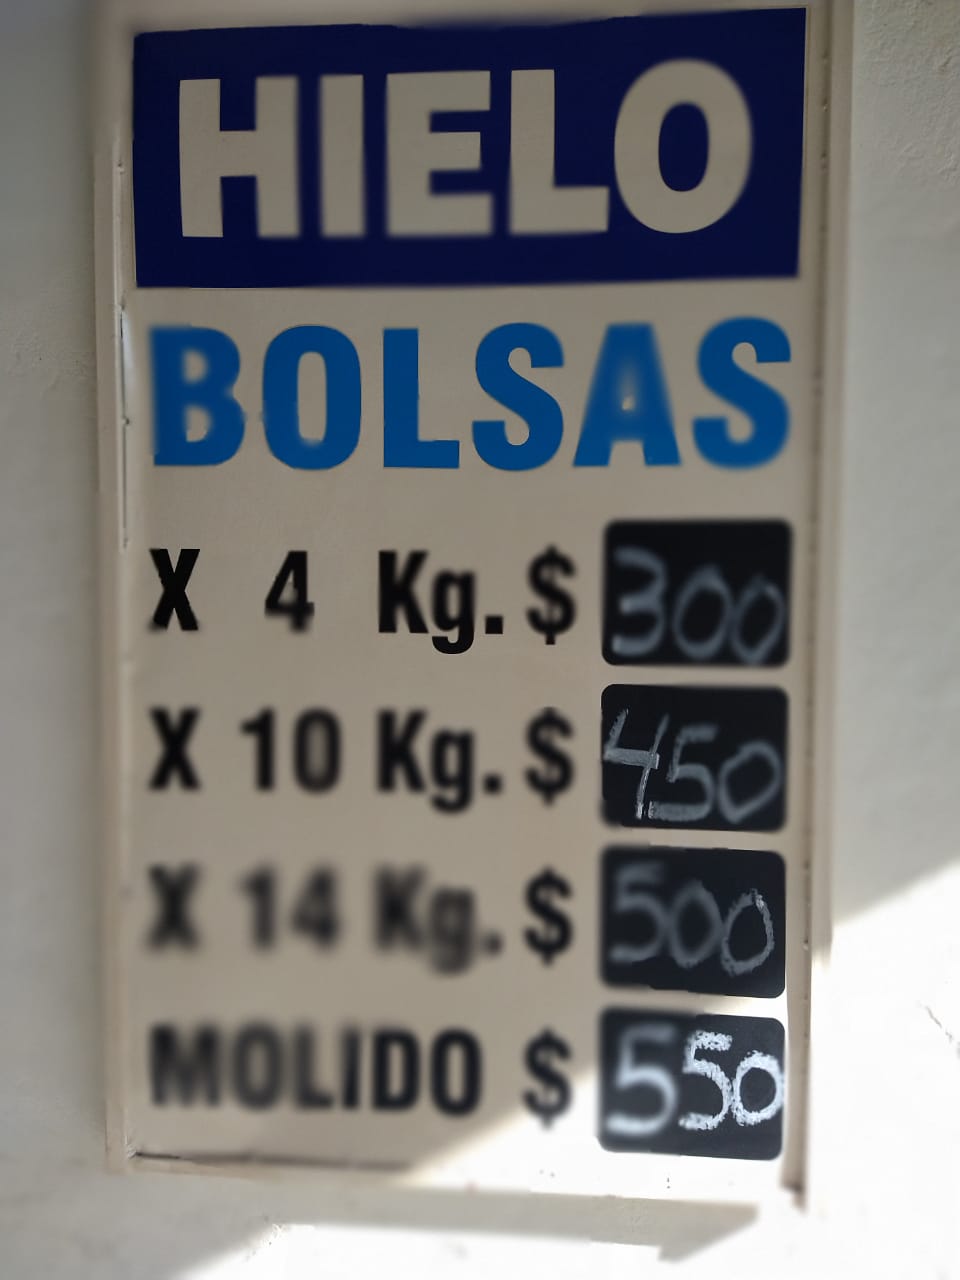 HIELO
BOLSAS
X 4 Kg. $ 300
X 10 Kg. $ 450
X 14 Kg. $ 500
MOLIDO $ 550